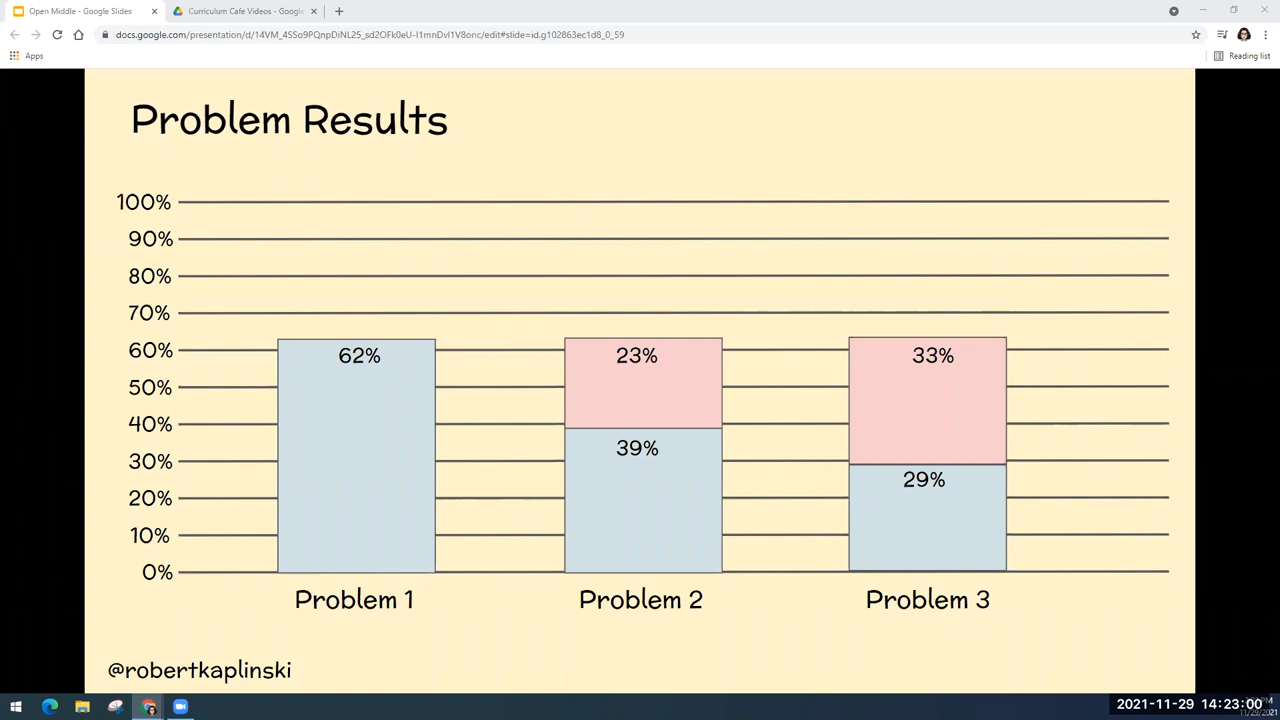 Open Middle - Google Slides
Curriculum Cafe Videos - Google
docs.google.com/presentation/d/14VM_4SSo9PQnpDiNL25_sd2OFk0eU-I1mnDvI1V8onc/edit#slide=id.g102863ec1d8_0_59
Apps
Reading list
Problem Results
100%
90%
80%
70%
60%
50%
40%
30%
20%
10%
0%
62%
23%
39%
33%
29%
Problem 1
Problem 2
Problem 3
@robertkaplinski
2021-11-29 14:23:00